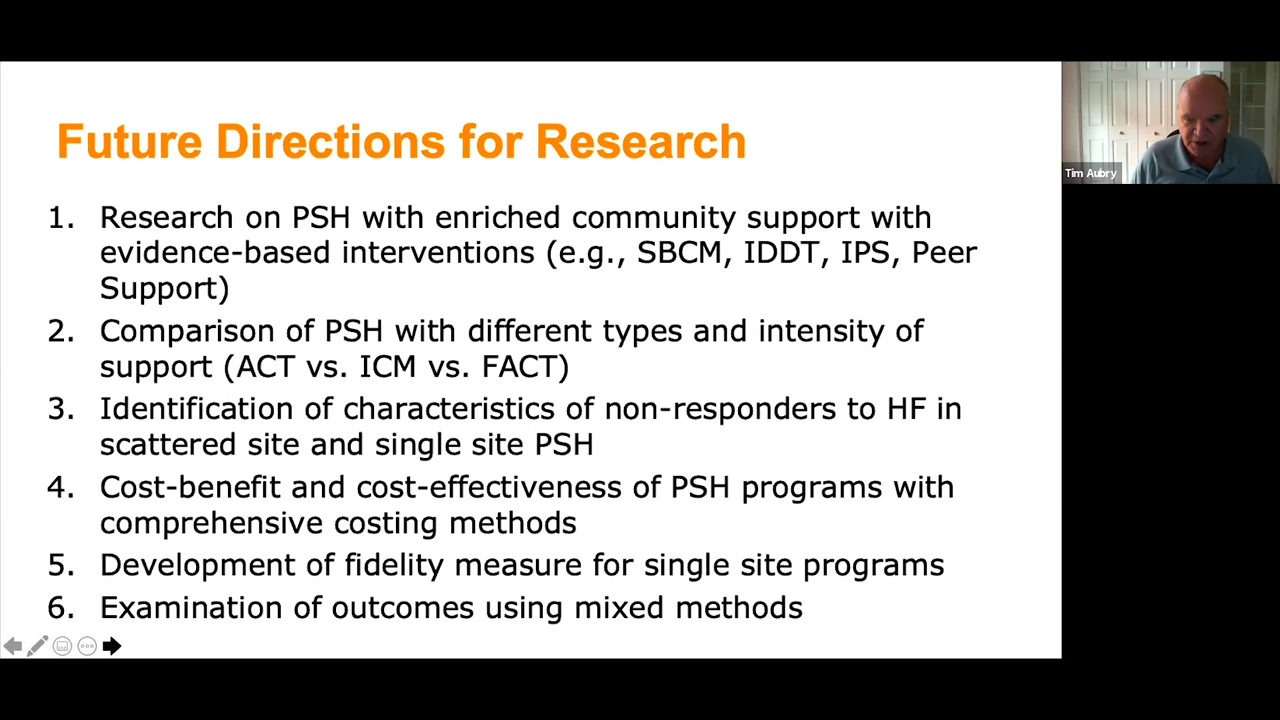 Future Directions for Research
1. Research on PSH with enriched community support with
evidence-based interventions (e.g., SBCM, IDDT, IPS, Peer
Support)
2. Comparison of PSH with different types and intensity of
support (ACT vs. ICM vs. FACT)
3. Identification of characteristics of non-responders to HF in
scattered site and single site PSH
4. Cost-benefit and cost-effectiveness of PSH programs with
comprehensive costing methods
5. Development of fidelity measure for single site programs
6. Examination of outcomes using mixed methods
Tim Aubry